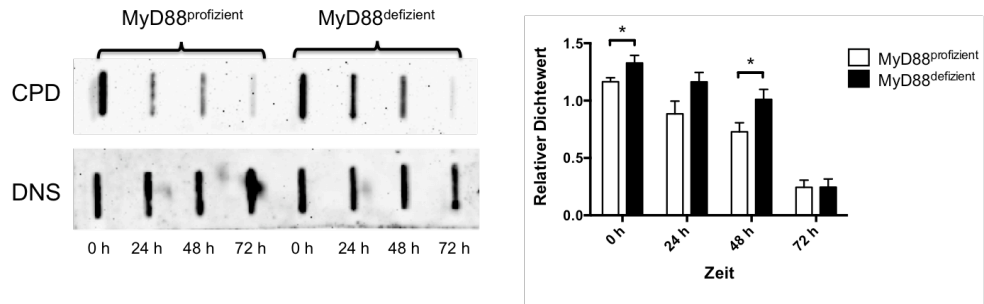 MyD88profizient MyD88defizient
CPD
DNS
0 h 24 h 48 h 72 h 0 h 24 h 48 h 72 h
*
*
1.5
1.0
0.5
0.0
Relativer Dichtewert
0 h 24 h 48 h 72 h
Zeit
MyD88profizient
MyD88defizient